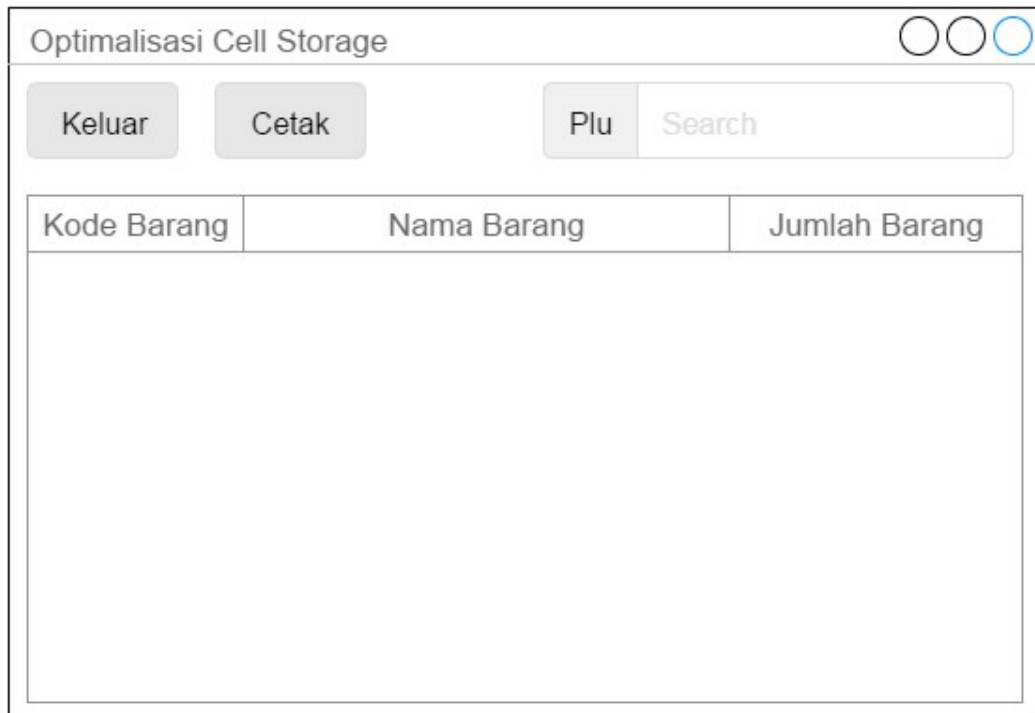 Optimalisasi Cell Storage
Keluar Cetak Plu Search
Kode Barang Nama Barang Jumlah Barang